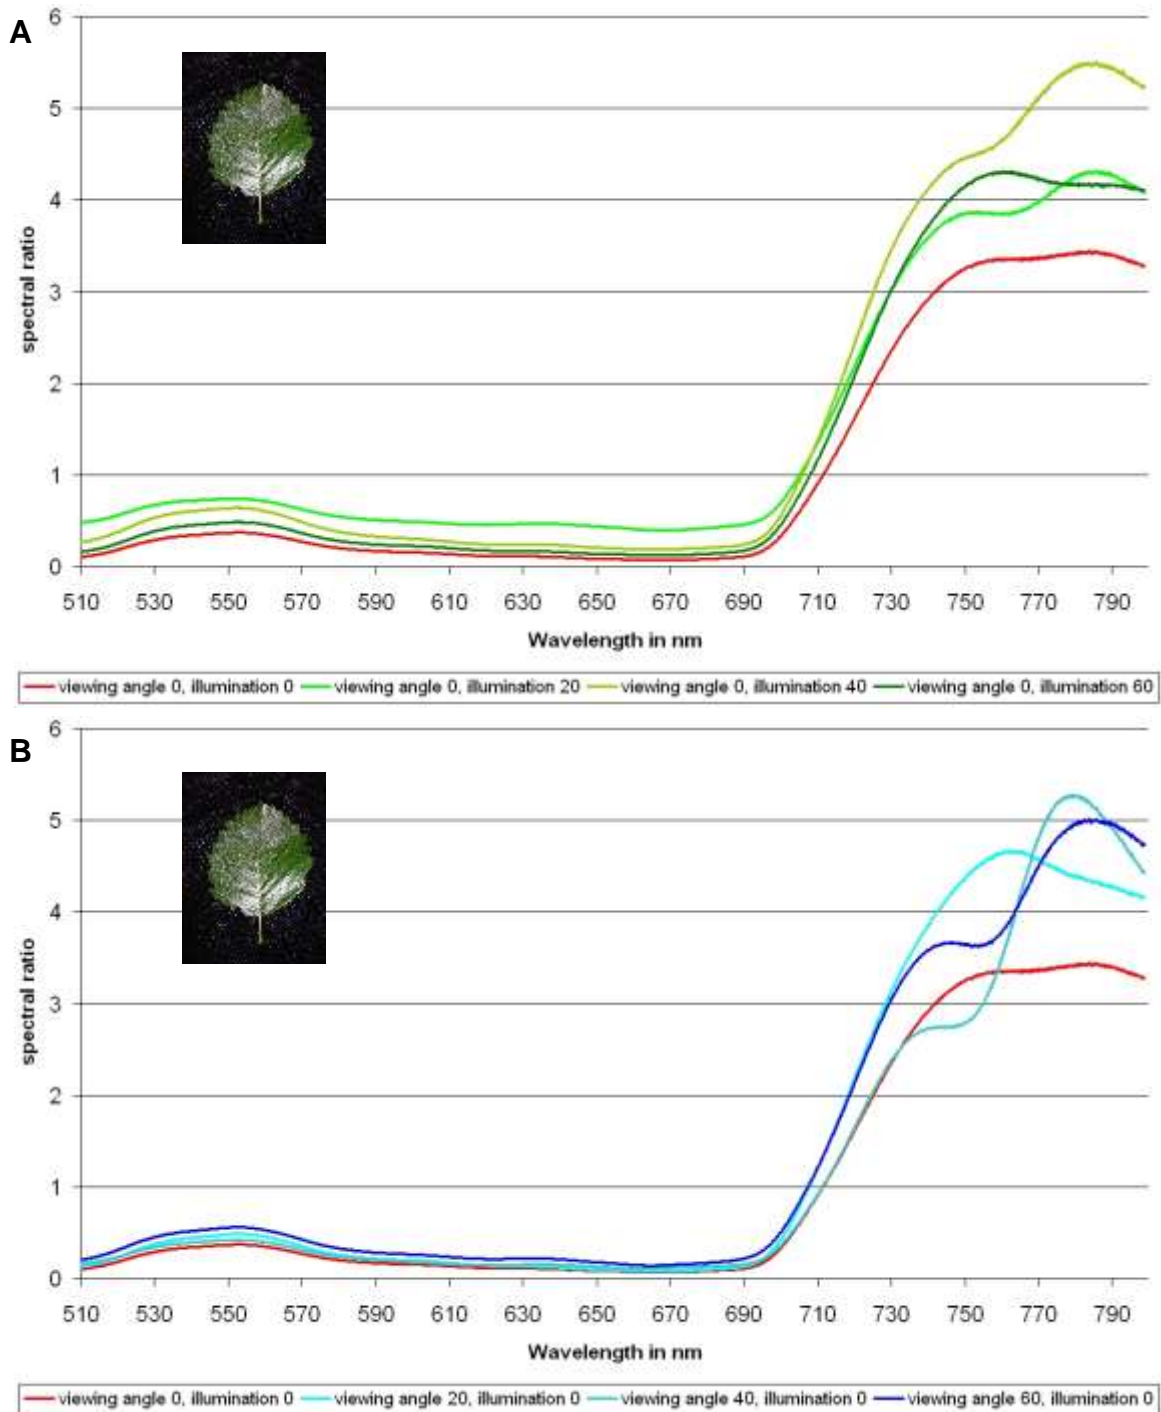 A
6
5
4
3
2
1
0
spectral ratio
510 530 550 570 590 610 630 650 670 690 710 730 750 770 790
Wavelength in nm
viewing angle 0, illumination 0 viewing angle 0, illumination 20 viewing angle 0, illumination 40 viewing angle 0, illumination 60
B
6
5
4
3
2
1
0
spectral ratio
510 530 550 570 590 610 630 650 670 690 710 730 750 770 790
Wavelength in nm
viewing angle 0, illumination 0 viewing angle 20, illumination 0 viewing angle 40, illumination 0 viewing angle 60, illumination 0